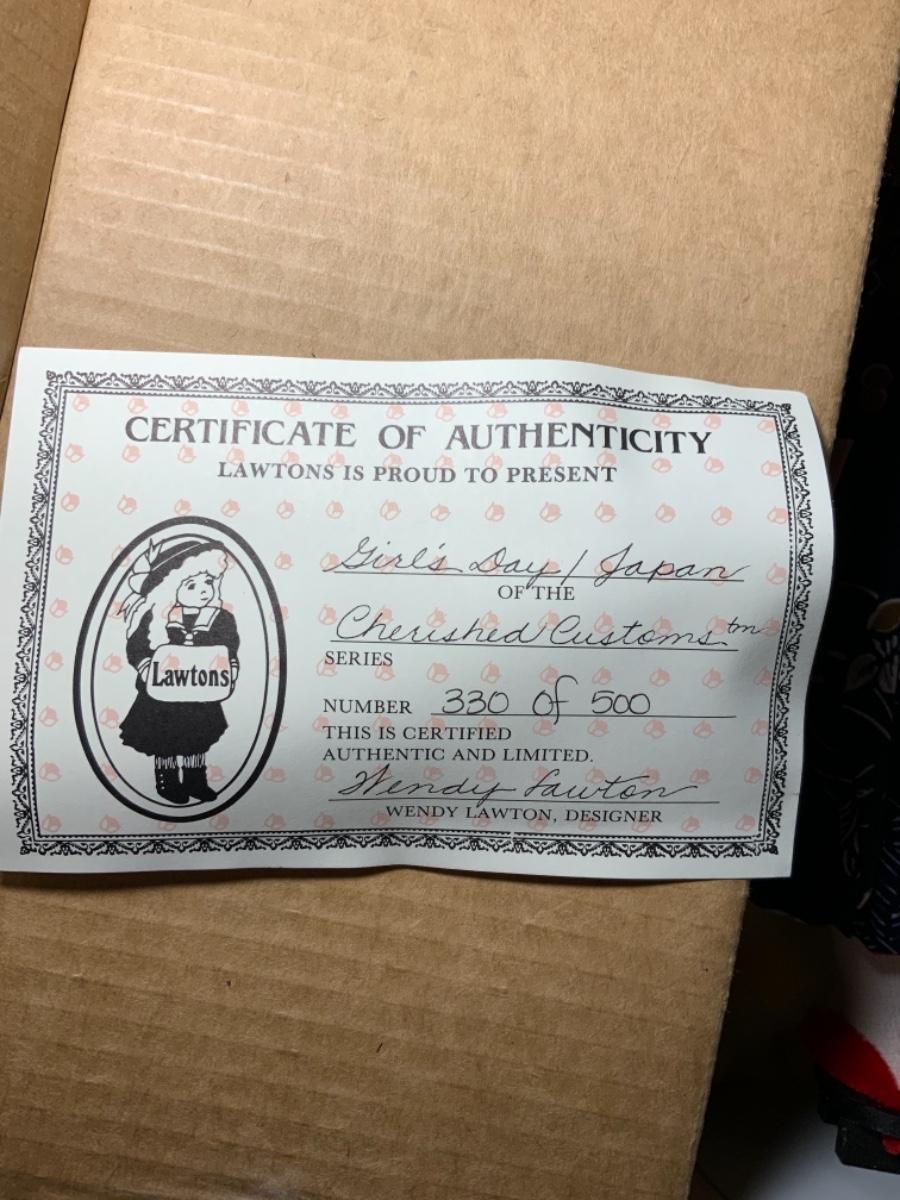 CERTIFICATE OF AUTHENTICITY
LAWTONS IS PROUD TO PRESENT
Girl's Day / Japan
OF THE
Cherished Customs tm
SERIES
Lawtons
NUMBER 330 of 500
THIS IS CERTIFIED
AUTHENTIC AND LIMITED.
Wendy Lawton
WENDY LAWTON, DESIGNER